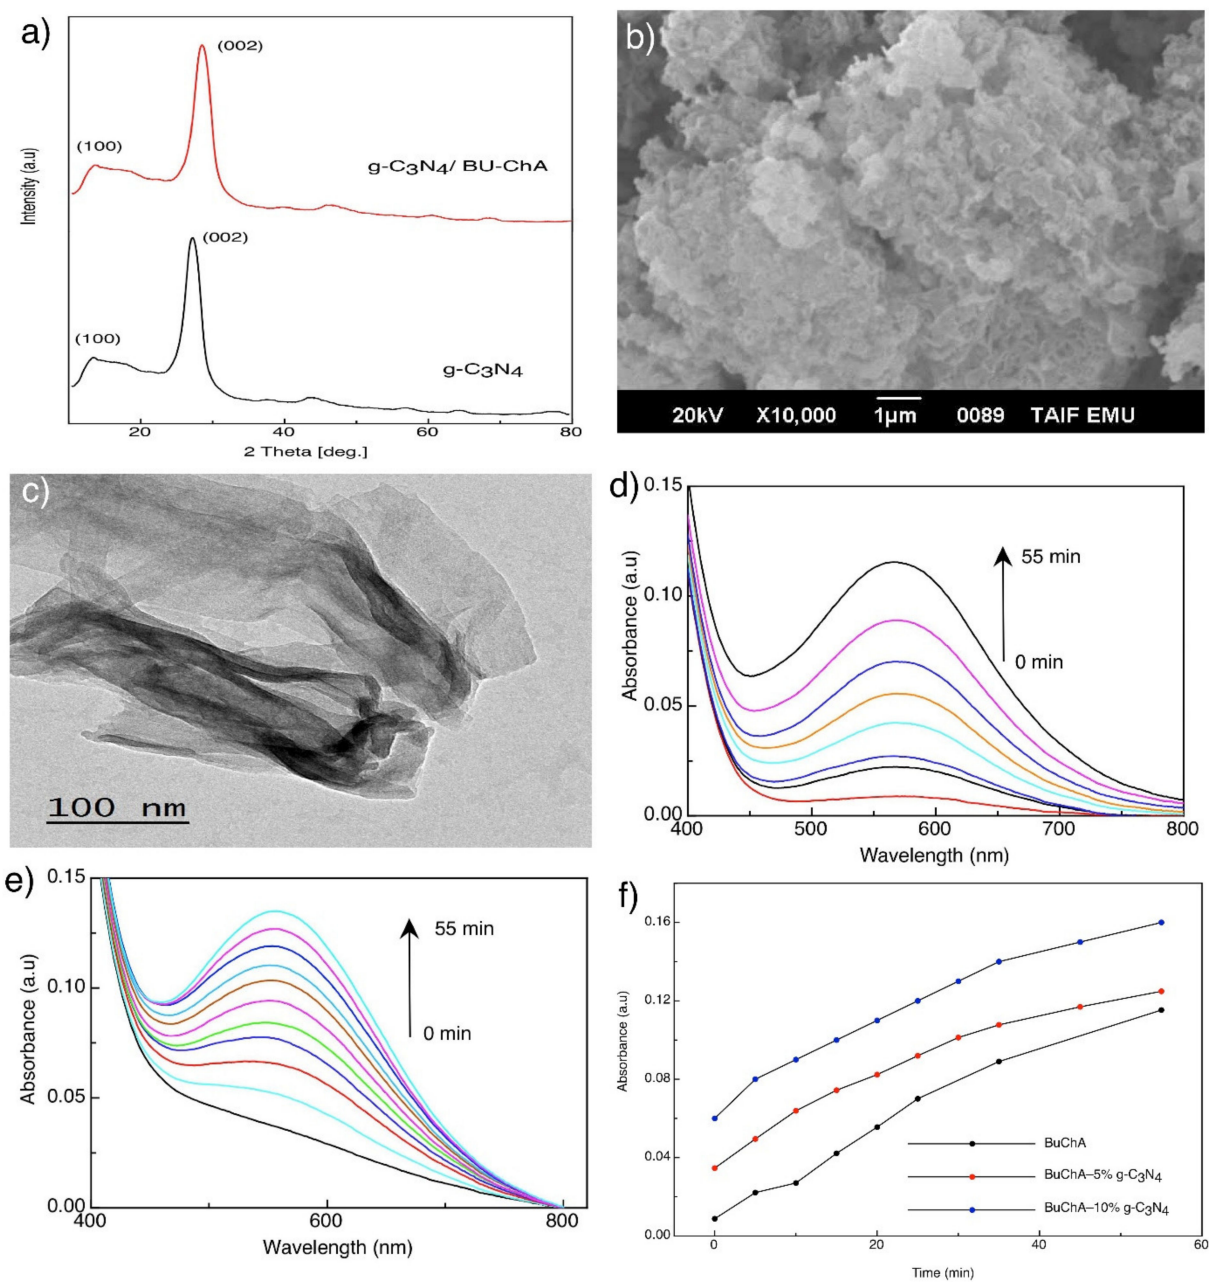 a)
(002)
(100)
g-C3N4/ BU-ChA
Intensity (a.u)
(002)
(100)
g-C3N4
20 40 60 80
2 Theta [deg.]
b)
20kV X10,000 1µm 0089 TAIF EMU
c)
100 nm
d)
0.15
0.10
0.05
0.00
Absorbance (a.u)
55 min
0 min
400 500 600 700 800
Wavelength (nm)
e)
0.15
0.10
0.05
0.00
Absorbance (a.u)
55 min
0 min
400 600 800
Wavelength (nm)
f)
0.16
0.12
0.08
0.04
0.00
Absorbance (a.u)
BuChA
BuChA–5% g-C3N4
BuChA–10% g-C3N4
0 20 40 60
Time (min)